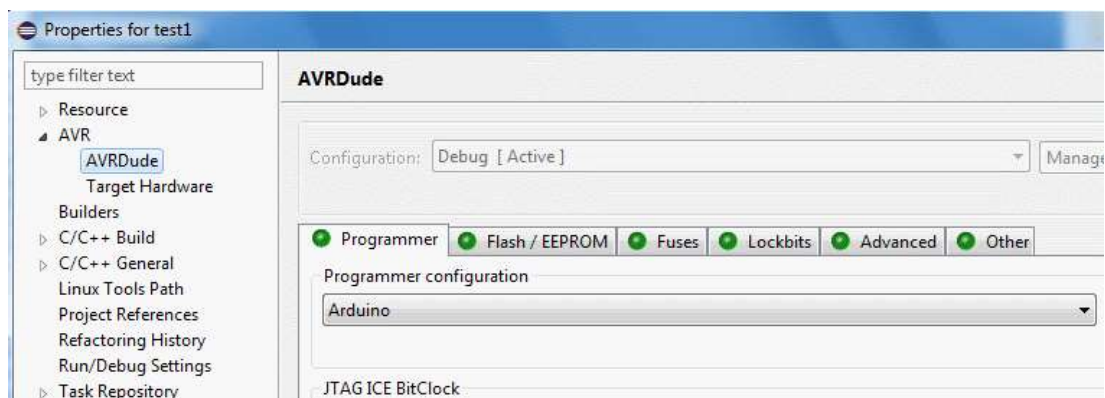 Properties for test1
type filter text
Resource
AVR
AVRDude
Target Hardware
Builders
C/C++ Build
C/C++ General
Linux Tools Path
Project References
Refactoring History
Run/Debug Settings
Task Repository
AVRDude
Configuration: Debug [ Active ] Manage
Programmer Flash / EEPROM Fuses Lockbits Advanced Other
Programmer configuration
Arduino
JTAG ICE BitClock